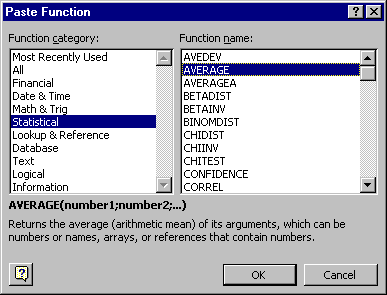 Paste Function
Function category:
Most Recently Used
All
Financial
Date & Time
Math & Trig
Statistical
Lookup & Reference
Database
Text
Logical
Information
Function name:
AVEDEV
AVERAGE
AVERAGEA
BETADIST
BETAINV
BINOMDIST
CHIDIST
CHIINV
CHITEST
CONFIDENCE
CORREL
AVERAGE(number1;number2;...)
Returns the average (arithmetic mean) of its arguments, which can be
numbers or names, arrays, or references that contain numbers.
OK
Cancel